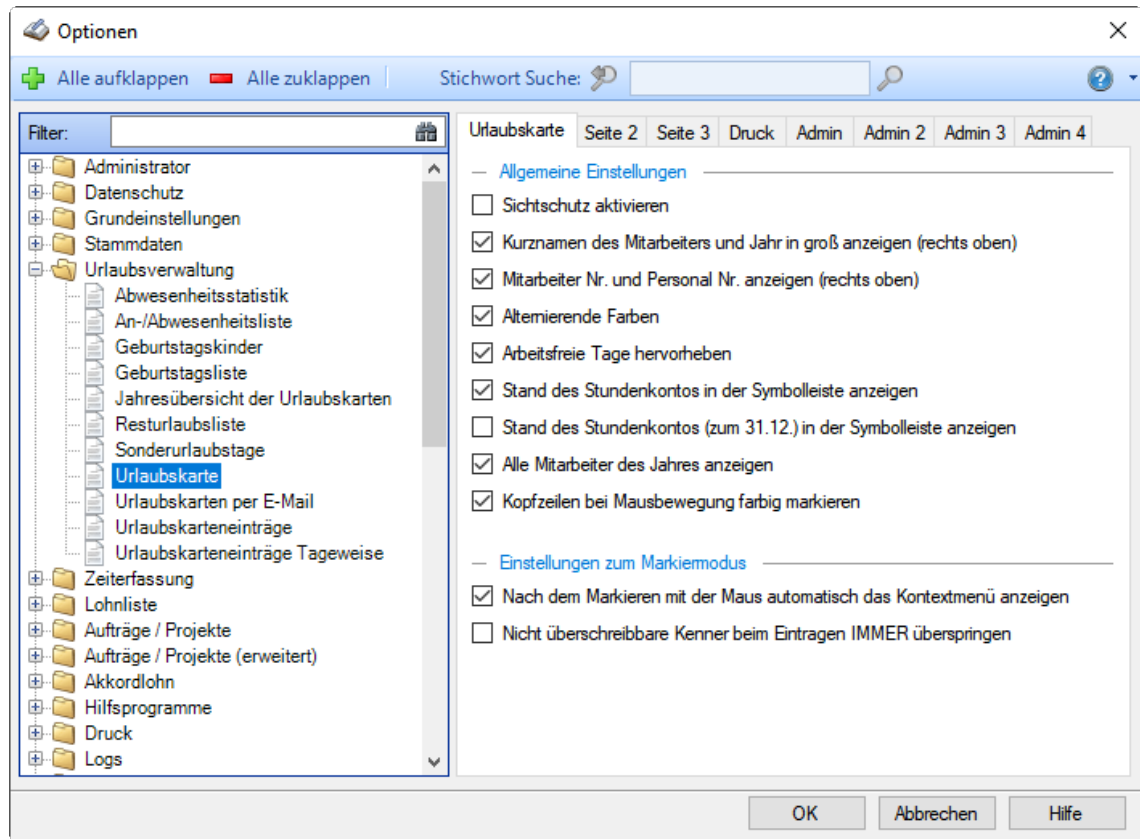 Optionen
Alle aufklappen Alle zuklappen Stichwort Suche:
Filter:
Administrator
Datenschutz
Grundeinstellungen
Stammdaten
Urlaubsverwaltung
Abwesenheitsstatistik
An-/Abwesenheitsliste
Geburtstagskinder
Geburtstagsliste
Jahresübersicht der Urlaubskarten
Resturlaubsliste
Sonderurlaubstage
Urlaubskarte
Urlaubskarten per E-Mail
Urlaubskarteneinträge
Urlaubskarteneinträge Tageweise
Zeiterfassung
Lohnliste
Aufträge / Projekte
Aufträge / Projekte (erweitert)
Akkordlohn
Hilfsprogramme
Druck
Logs
Urlaubskarte Seite 2 Seite 3 Druck Admin Admin 2 Admin 3 Admin 4
Allgemeine Einstellungen
Sichtschutz aktivieren
Kurznamen des Mitarbeiters und Jahr in groß anzeigen (rechts oben)
Mitarbeiter Nr. und Personal Nr. anzeigen (rechts oben)
Alternierende Farben
Arbeitsfreie Tage hervorheben
Stand des Stundenkontos in der Symbolleiste anzeigen
Stand des Stundenkontos (zum 31.12.) in der Symbolleiste anzeigen
Alle Mitarbeiter des Jahres anzeigen
Kopfzeilen bei Mausbewegung farbig markieren
Einstellungen zum Markiermodus
Nach dem Markieren mit der Maus automatisch das Kontextmenü anzeigen
Nicht überschreibbare Kenner beim Eintragen IMMER überspringen
OK Abbrechen Hilfe